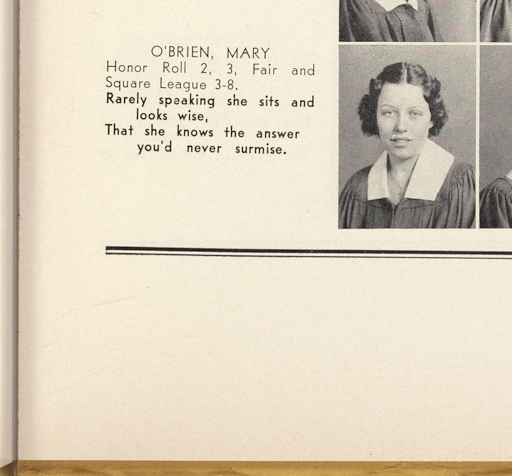 O'BRIEN, MARY
Honor Roll 2, 3, Fair and
Square League 3-8.
Rarely speaking she sits and
looks wise,
That she knows the answer
you'd never surmise.